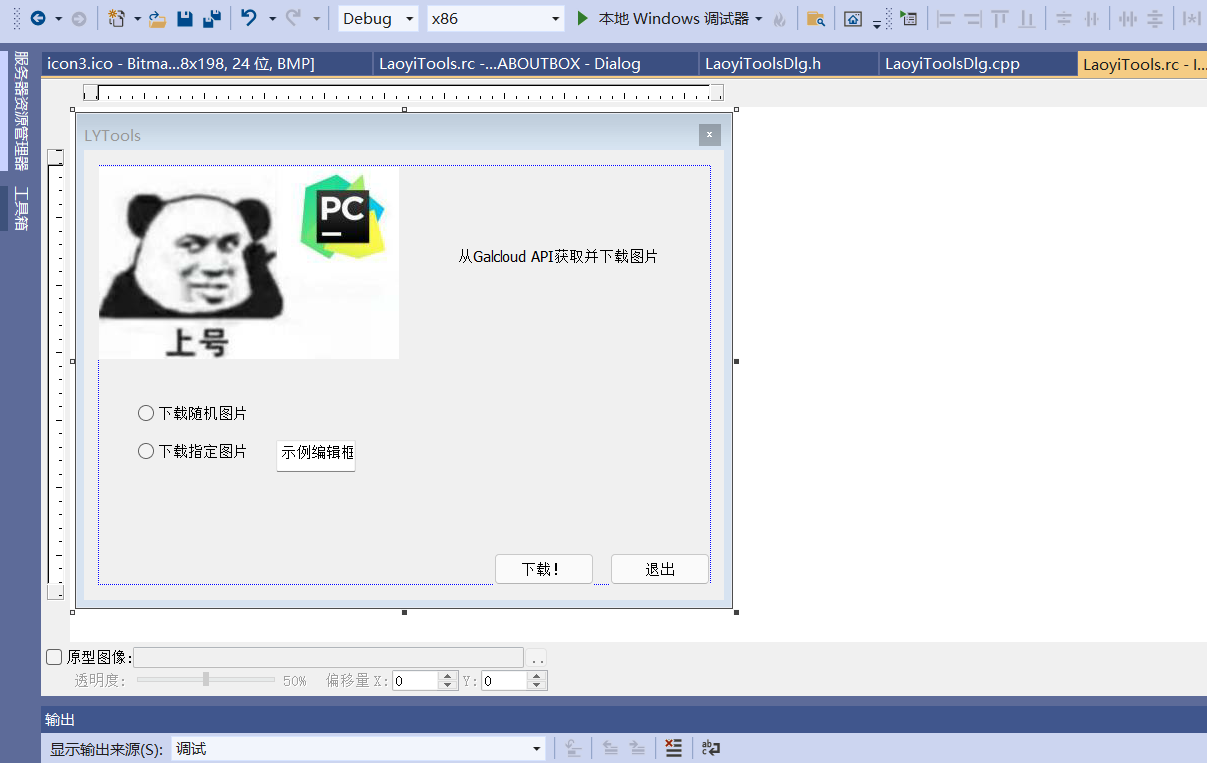 Debug
x86
本地 Windows 调试器
服务器资源管理器
工具箱
icon3.ico - Bitma...8x198, 24 位, BMP]
LaoyiTools.rc -...ABOUTBOX - Dialog
LaoyiToolsDlg.h
LaoyiToolsDlg.cpp
LaoyiTools.rc - I...
LYTools
x
PC
上号
从Galcloud API获取并下载图片
下载随机图片
下载指定图片
示例编辑框
下载!
退出
原型图像:
..
透明度:
50%
偏移量 X:
0
Y:
0
输出
显示输出来源(S):
调试